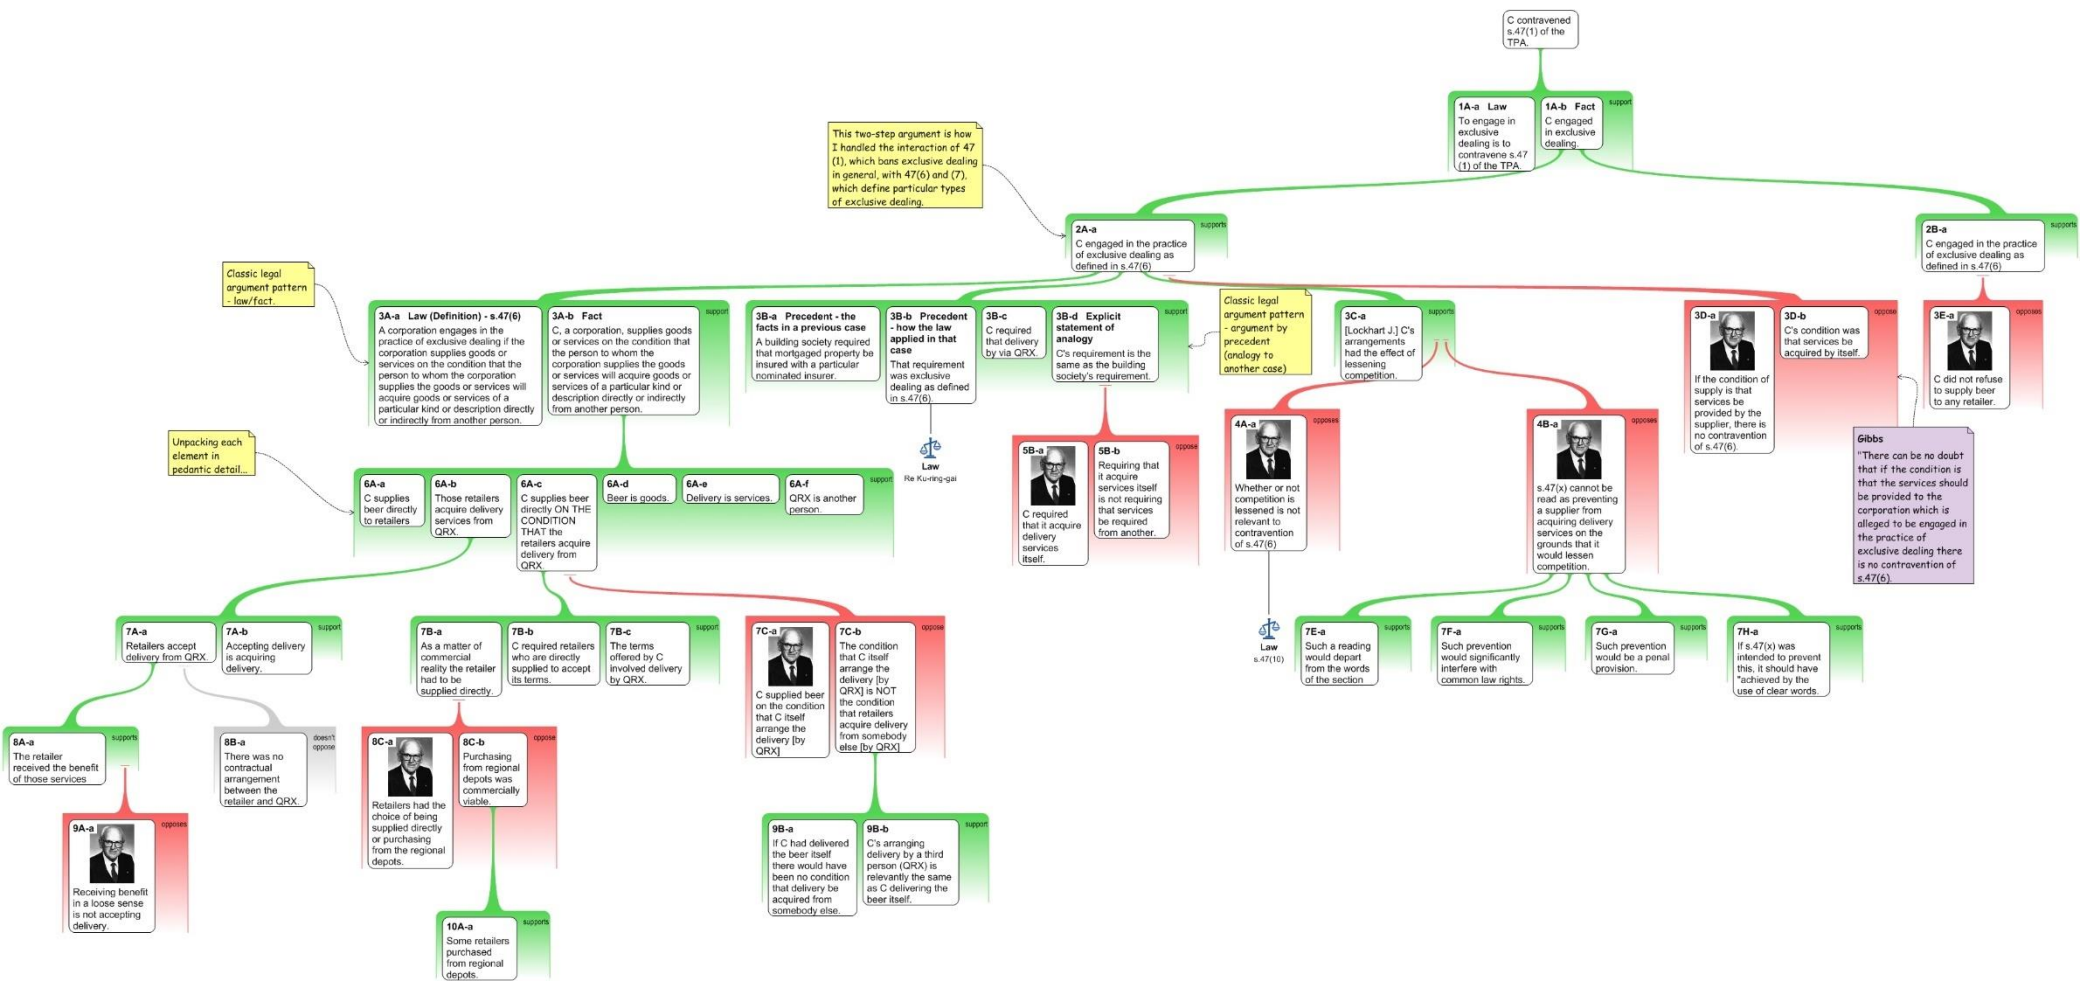 C contravened
s.47(1) of the
TPA.
1A-a Law
To engage in
exclusive
dealing is to
contravene s.47
(1) of the TPA.
1A-b Fact
C engaged
in exclusive
dealing.
support
This two-step argument is how
I handled the interaction of 47
(1), which bans exclusive dealing
in general, with 47(6) and (7),
which define particular types
of exclusive dealing.
2A-a
C engaged in the practice
of exclusive dealing as
defined in s.47(6)
supports
2B-a
C engaged in the practice
of exclusive dealing as
defined in s.47(6)
supports
Classic legal
argument pattern
- law/fact.
3A-a Law (Definition) - s.47(6)
A corporation engages in the
practice of exclusive dealing if the
corporation supplies goods or
services on the condition that the
person to whom the corporation
supplies the goods or services will
acquire goods or services of a
particular kind or description directly
or indirectly from another person.
3A-b Fact
C, a corporation, supplies goods
or services on the condition that
the person to whom the
corporation supplies the goods
or services will acquire goods or
services of a particular kind or
description directly or indirectly
from another person.
support
3B-a Precedent - the
facts in a previous case
A building society required
that mortgaged property be
insured with a particular
nominated insurer.
3B-b Precedent
- how the law
applied in that
case
That requirement
was exclusive
dealing as defined
in s.47(6).
3B-c
C required
that delivery
by via QRX.
3B-d Explicit
statement of
analogy
C's requirement is the
same as the building
society's requirement.
support
Classic legal
argument pattern
- argument by
precedent
(analogy to
another case)
3C-a
[Lockhart J.] C's
arrangements
had the effect of
lessening
competition.
supports
3D-a
If the condition of
supply is that
services be
provided by the
supplier, there is
no contravention
of s.47(6).
3D-b
C's condition was
that services be
acquired by itself.
oppose
3E-a
C did not refuse
to supply beer
to any retailer.
opposes
Law
Re Ku-ring-gai
Unpacking each
element in
pedantic detail...
6A-a
C supplies
beer directly
to retailers
6A-b
Those retailers
acquire delivery
services from
QRX.
6A-c
C supplies beer
directly ON THE
CONDITION
THAT the
retailers acquire
delivery from
QRX.
6A-d
Beer is goods.
6A-e
Delivery is services.
6A-f
QRX is another
person.
support
5B-a
C required
that it acquire
delivery
services
itself.
5B-b
Requiring that
it acquire
services itself
is not requiring
that services
be required
from another.
oppose
4A-a
Whether or not
competition is
lessened is not
relevant to
contravention
of s.47(6)
opposes
4B-a
s.47(x) cannot be
read as preventing
a supplier from
acquiring delivery
services on the
grounds that it
would lessen
competition.
opposes
Gibbs
"There can be no doubt
that if the condition is
that the services should
be provided to the
corporation which is
alleged to be engaged in
the practice of
exclusive dealing there
is no contravention of
s.47(6).
Law
s.47(10)
7A-a
Retailers accept
delivery from QRX.
7A-b
Accepting delivery
is acquiring
delivery.
support
7B-a
As a matter of
commercial
reality the retailer
had to be
supplied directly.
7B-b
C required retailers
who are directly
supplied to accept
its terms.
7B-c
The terms
offered by C
involved delivery
by QRX.
support
7C-a
C supplied beer
on the condition
that C itself
arrange the
delivery [by
QRX]
7C-b
The condition
that C itself
arrange the
delivery [by
QRX] is NOT
the condition
that retailers
acquire delivery
from somebody
else [by QRX]
oppose
7E-a
Such a reading
would depart
from the words
of the section
supports
7F-a
Such prevention
would significantly
interfere with
common law rights.
supports
7G-a
Such prevention
would be a penal
provision.
supports
7H-a
If s.47(x) was
intended to prevent
this, it should have
"achieved by the
use of clear words.
supports
8A-a
The retailer
received the benefit
of those services
supports
8B-a
There was no
contractual
arrangement
between the
retailer and QRX.
doesn't
oppose
8C-a
Retailers had the
choice of being
supplied directly
or purchasing
from the regional
depots.
8C-b
Purchasing
from regional
depots was
commercially
viable.
oppose
9A-a
Receiving benefit
in a loose sense
is not accepting
delivery.
opposes
9B-a
If C had delivered
the beer itself
there would have
been no condition
that delivery be
acquired from
somebody else.
9B-b
C's arranging
delivery by a third
person (QRX) is
relevantly the same
as C delivering the
beer itself.
support
10A-a
Some retailers
purchased
from regional
depots.
supports